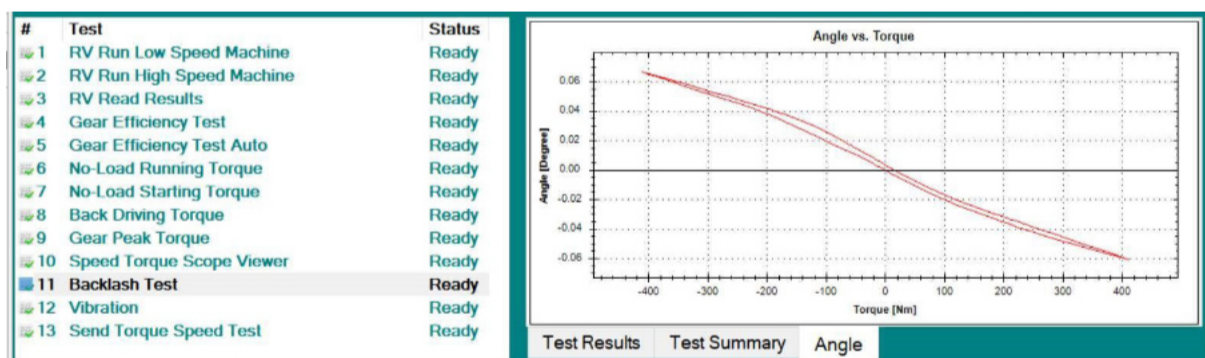 # Test Status
1 RV Run Low Speed Machine Ready
2 RV Run High Speed Machine Ready
3 RV Read Results Ready
4 Gear Efficiency Test Ready
5 Gear Efficiency Test Auto Ready
6 No-Load Running Torque Ready
7 No-Load Starting Torque Ready
8 Back Driving Torque Ready
9 Gear Peak Torque Ready
10 Speed Torque Scope Viewer Ready
11 Backlash Test Ready
12 Vibration Ready
13 Send Torque Speed Test Ready
Angle vs. Torque
Angle [Degree]
0.06
0.04
0.02
0.00
-0.02
-0.04
-0.06
-400 -300 -200 -100 0 100 200 300 400
Torque [Nm]
Test Results Test Summary Angle